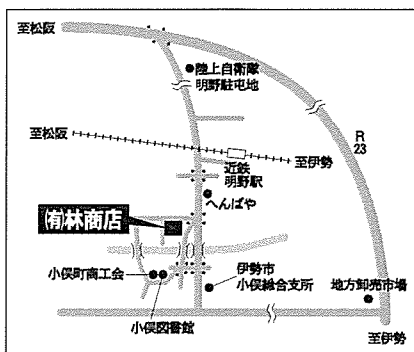 至松阪
陸上自衛隊
明野駐屯地
至松阪
R
23
至伊勢
近鉄
明野駅
へんばや
㈲林商店
小俣町商工会
伊勢市
小俣総合支所
地方卸売市場
小俣図書館
至伊勢